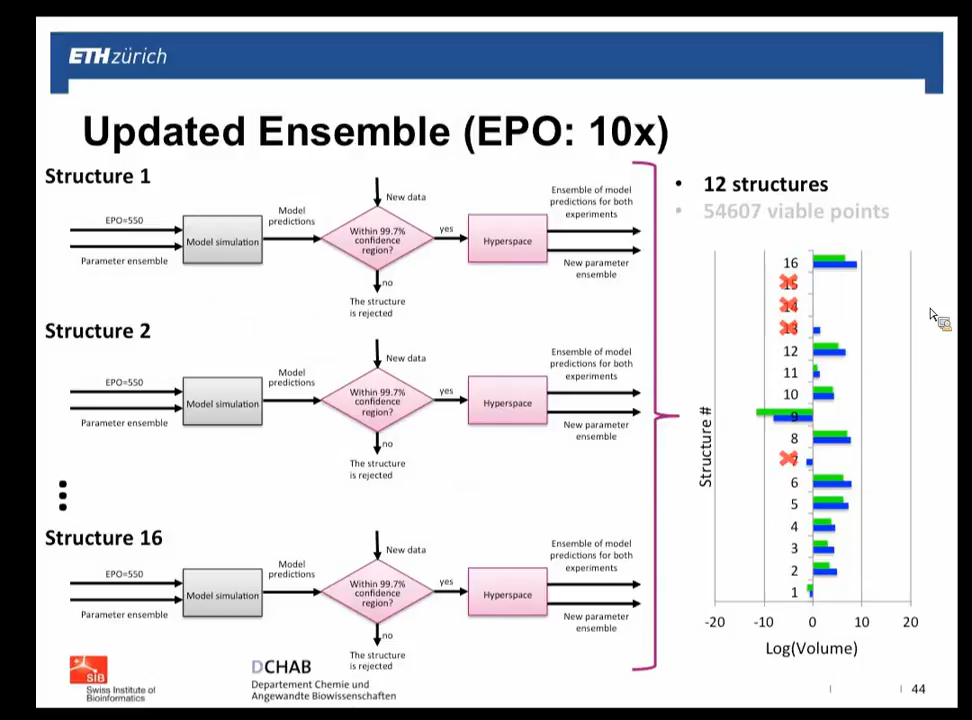 ETH zürich
Updated Ensemble (EPO: 10x)
Structure 1
EPO=550
Parameter ensemble
Model simulation
Model
predictions
New data
Within 99.7%
confidence
region?
yes
no
The structure
is rejected
Hyperspace
Ensemble of model
predictions for both
experiments
New parameter
ensemble
Structure 2
EPO=550
Parameter ensemble
Model simulation
Model
predictions
New data
Within 99.7%
confidence
region?
yes
no
The structure
is rejected
Hyperspace
Ensemble of model
predictions for both
experiments
New parameter
ensemble
Structure 16
EPO=550
Parameter ensemble
Model simulation
Model
predictions
New data
Within 99.7%
confidence
region?
yes
no
The structure
is rejected
Hyperspace
Ensemble of model
predictions for both
experiments
New parameter
ensemble
• 12 structures
• 54607 viable points
Structure #
16
15
14
13
12
11
10
9
8
7
6
5
4
3
2
1
-20 -10 0 10 20
Log(Volume)
SIB
Swiss Institute of
Bioinformatics
DCHAB
Departement Chemie und
Angewandte Biowissenschaften
44